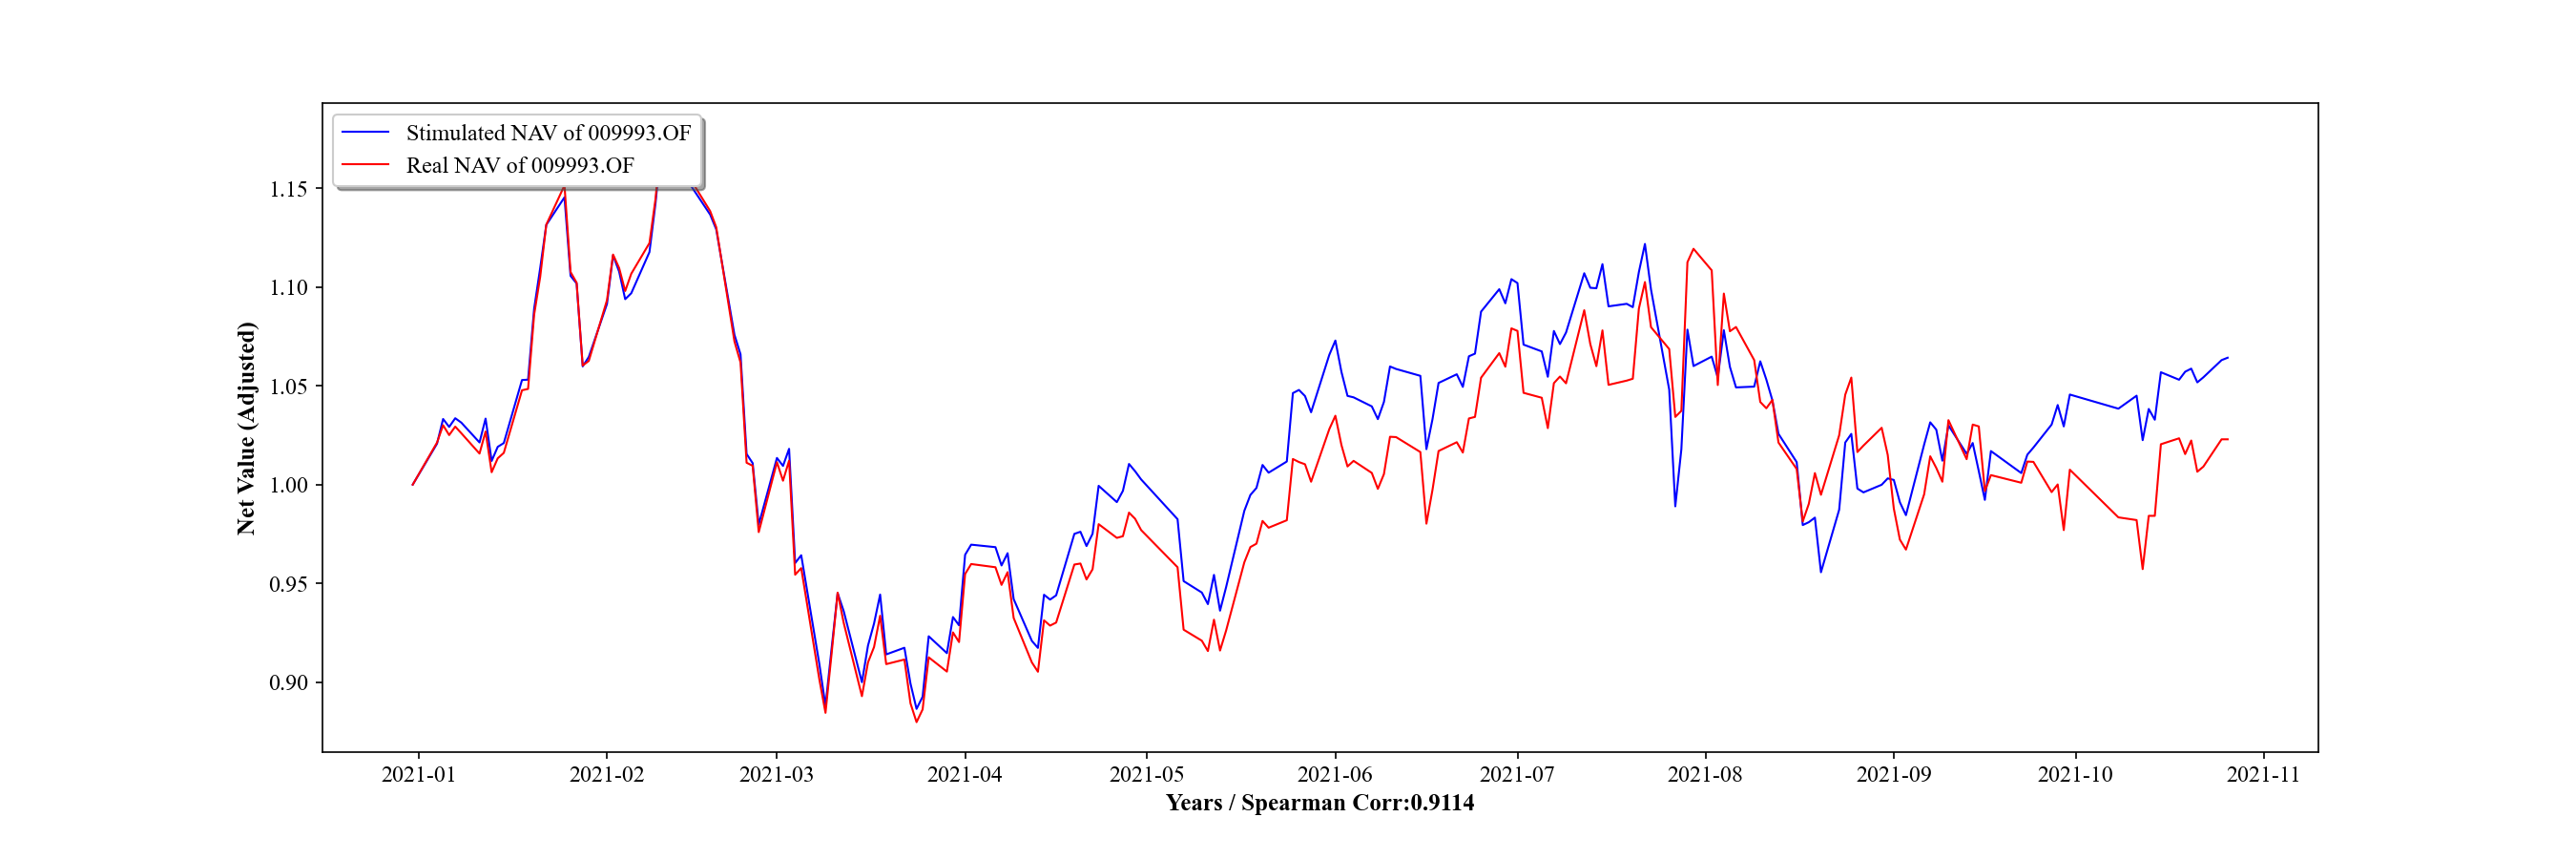 Stimulated NAV of 009993.OF
Real NAV of 009993.OF
Net Value (Adjusted)
1.15
1.10
1.05
1.00
0.95
0.90
2021-01 2021-02 2021-03 2021-04 2021-05 2021-06 2021-07 2021-08 2021-09 2021-10 2021-11
Years / Spearman Corr:0.9114